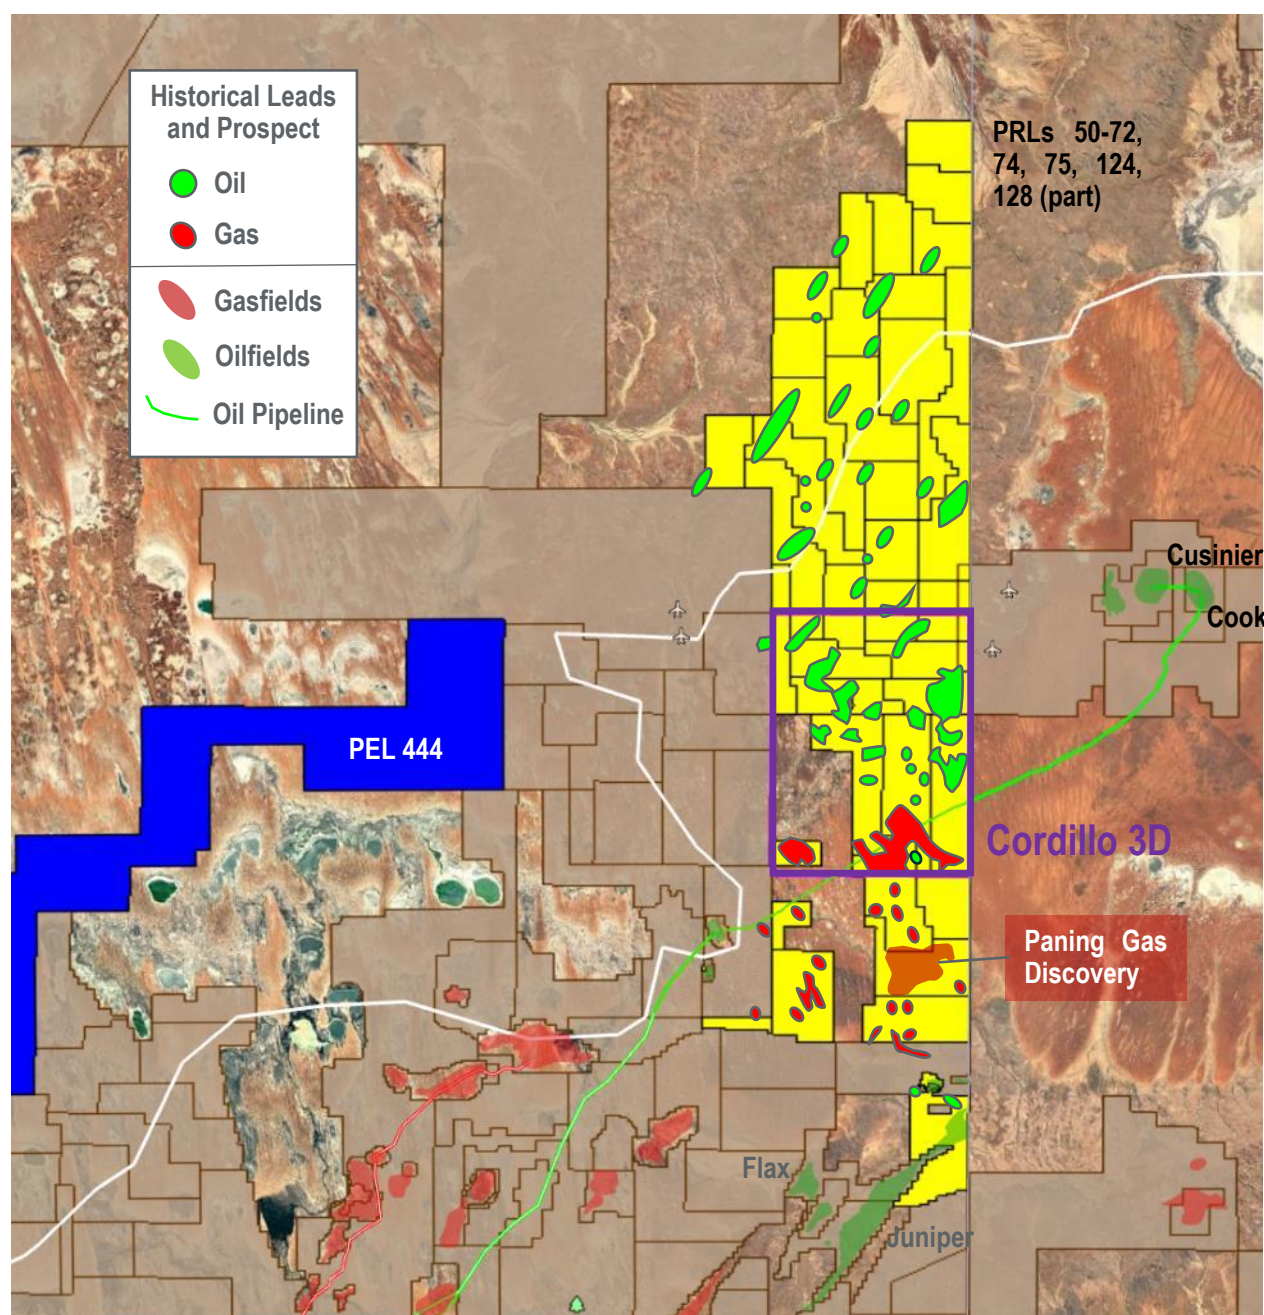 Historical Leads
and Prospect
Oil
Gas
Gasfields
Oilfields
Oil Pipeline
PRLs 50-72,
74, 75, 124,
128 (part)
Cusinier
Cook
PEL 444
Cordillo 3D
Paning Gas
Discovery
Flax
Juniper